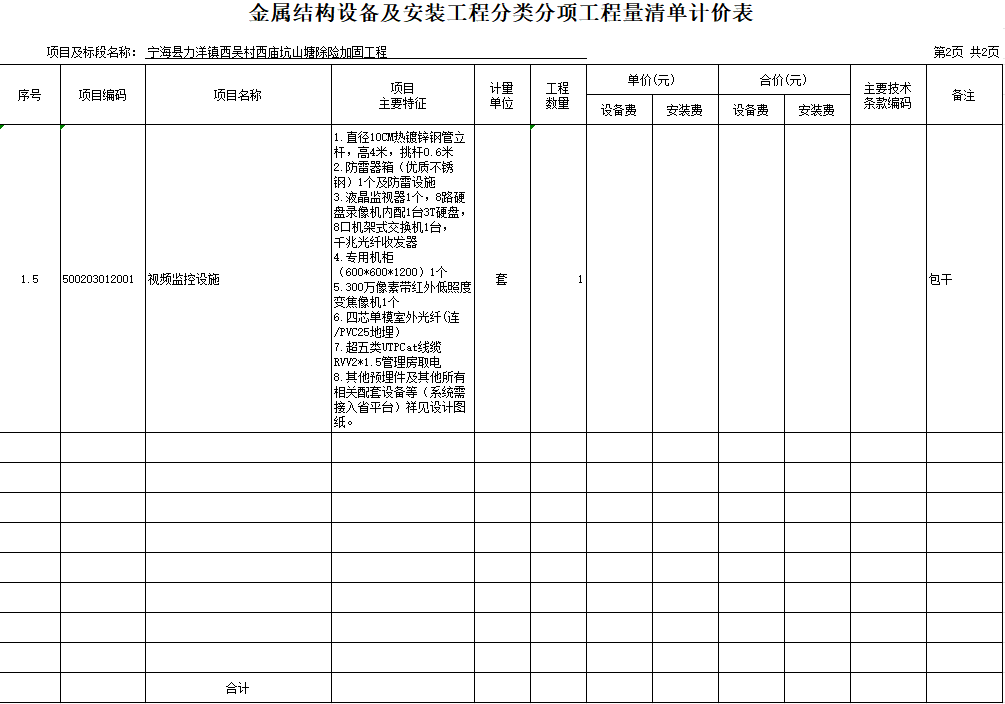 金属结构设备及安装工程分类分项工程量清单计价表
项目及标段名称： 宁海县力洋镇西吴村西庙坑山塘除险加固工程 第2页 共2页
序号 项目编码 项目名称 项目 主要特征 计量 单位 工程 数量 单价(元) 合价(元) 主要技术 条款编码 备注
设备费 安装费 设备费 安装费
1.5 500203012001 视频监控设施
1.直径10CM热镀锌钢管立
杆，高4米，挑杆0.6米
2.防雷器箱（优质不锈
钢）1个及防雷设施
3.液晶监视器1个，8路硬
盘录像机内配1台3T硬盘，
8口机架式交换机1台，
千兆光纤收发器
4.专用机柜
（600*600*1200）1个
5.300万像素带红外低照度
变焦像机1个
6.四芯单模室外光纤(连
/PVC25地埋）
7.超五类UTPCat线缆
RVV2*1.5管理房取电
8.其他预埋件及其他所有
相关配套设备等（系统需
接入省平台）祥见设计图
纸。
套 1 包干
合计